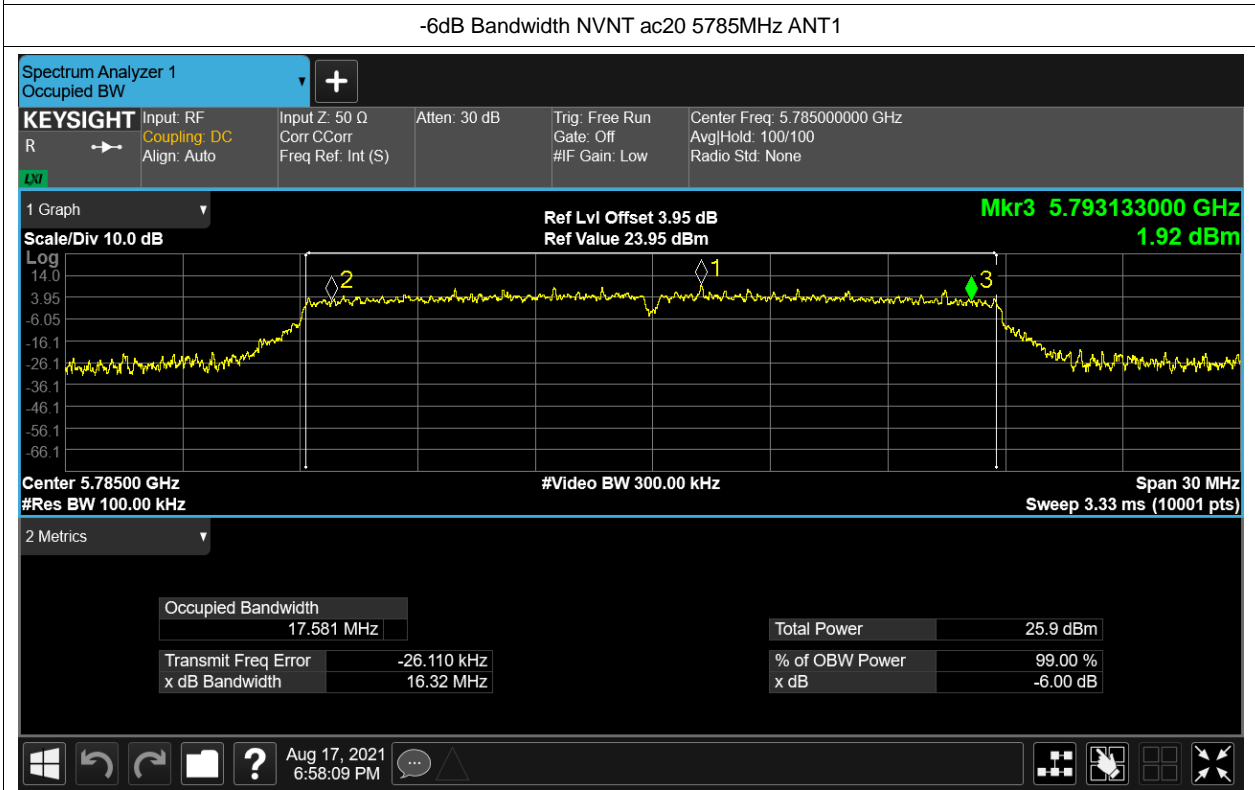 -6dB Bandwidth NVNT ac20 5785MHz ANT1
Spectrum Analyzer 1
Occupied BW
KEYSIGHT
R
LXI
Input: RF
Coupling: DC
Align: Auto
Input Z: 50 Ω
Corr CCorr
Freq Ref: Int (S)
Atten: 30 dB
Trig: Free Run
Gate: Off
#IF Gain: Low
Center Freq: 5.785000000 GHz
Avg|Hold: 100/100
Radio Std: None
1 Graph
Scale/Div 10.0 dB
Ref Lvl Offset 3.95 dB
Ref Value 23.95 dBm
Mkr3 5.793133000 GHz
1.92 dBm
Log
14.0
3.95
-6.05
-16.1
-26.1
-36.1
-46.1
-56.1
-66.1
2
1
3
Center 5.78500 GHz
#Res BW 100.00 kHz
#Video BW 300.00 kHz
Span 30 MHz
Sweep 3.33 ms (10001 pts)
2 Metrics
Occupied Bandwidth
17.581 MHz
Transmit Freq Error -26.110 kHz
x dB Bandwidth 16.32 MHz
Total Power 25.9 dBm
% of OBW Power 99.00 %
x dB -6.00 dB
?
Aug 17, 2021
6:58:09 PM